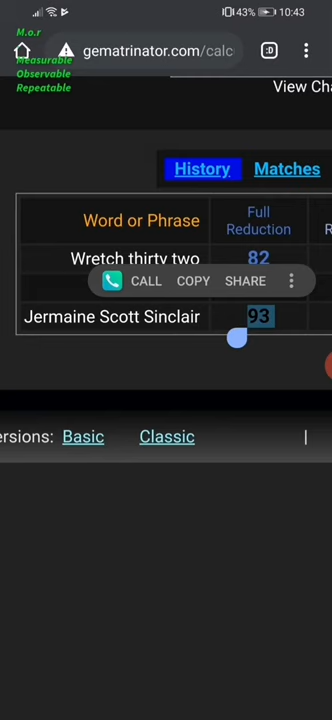 43% 10:43
M.o.r
Measurable
Observable
Repeatable
gematrinator.com/calc
:D
View Cha
History Matches
Word or Phrase Full Reduction R
Wretch thirty two 82
CALL COPY SHARE
Jermaine Scott Sinclair 93
ersions: Basic Classic |